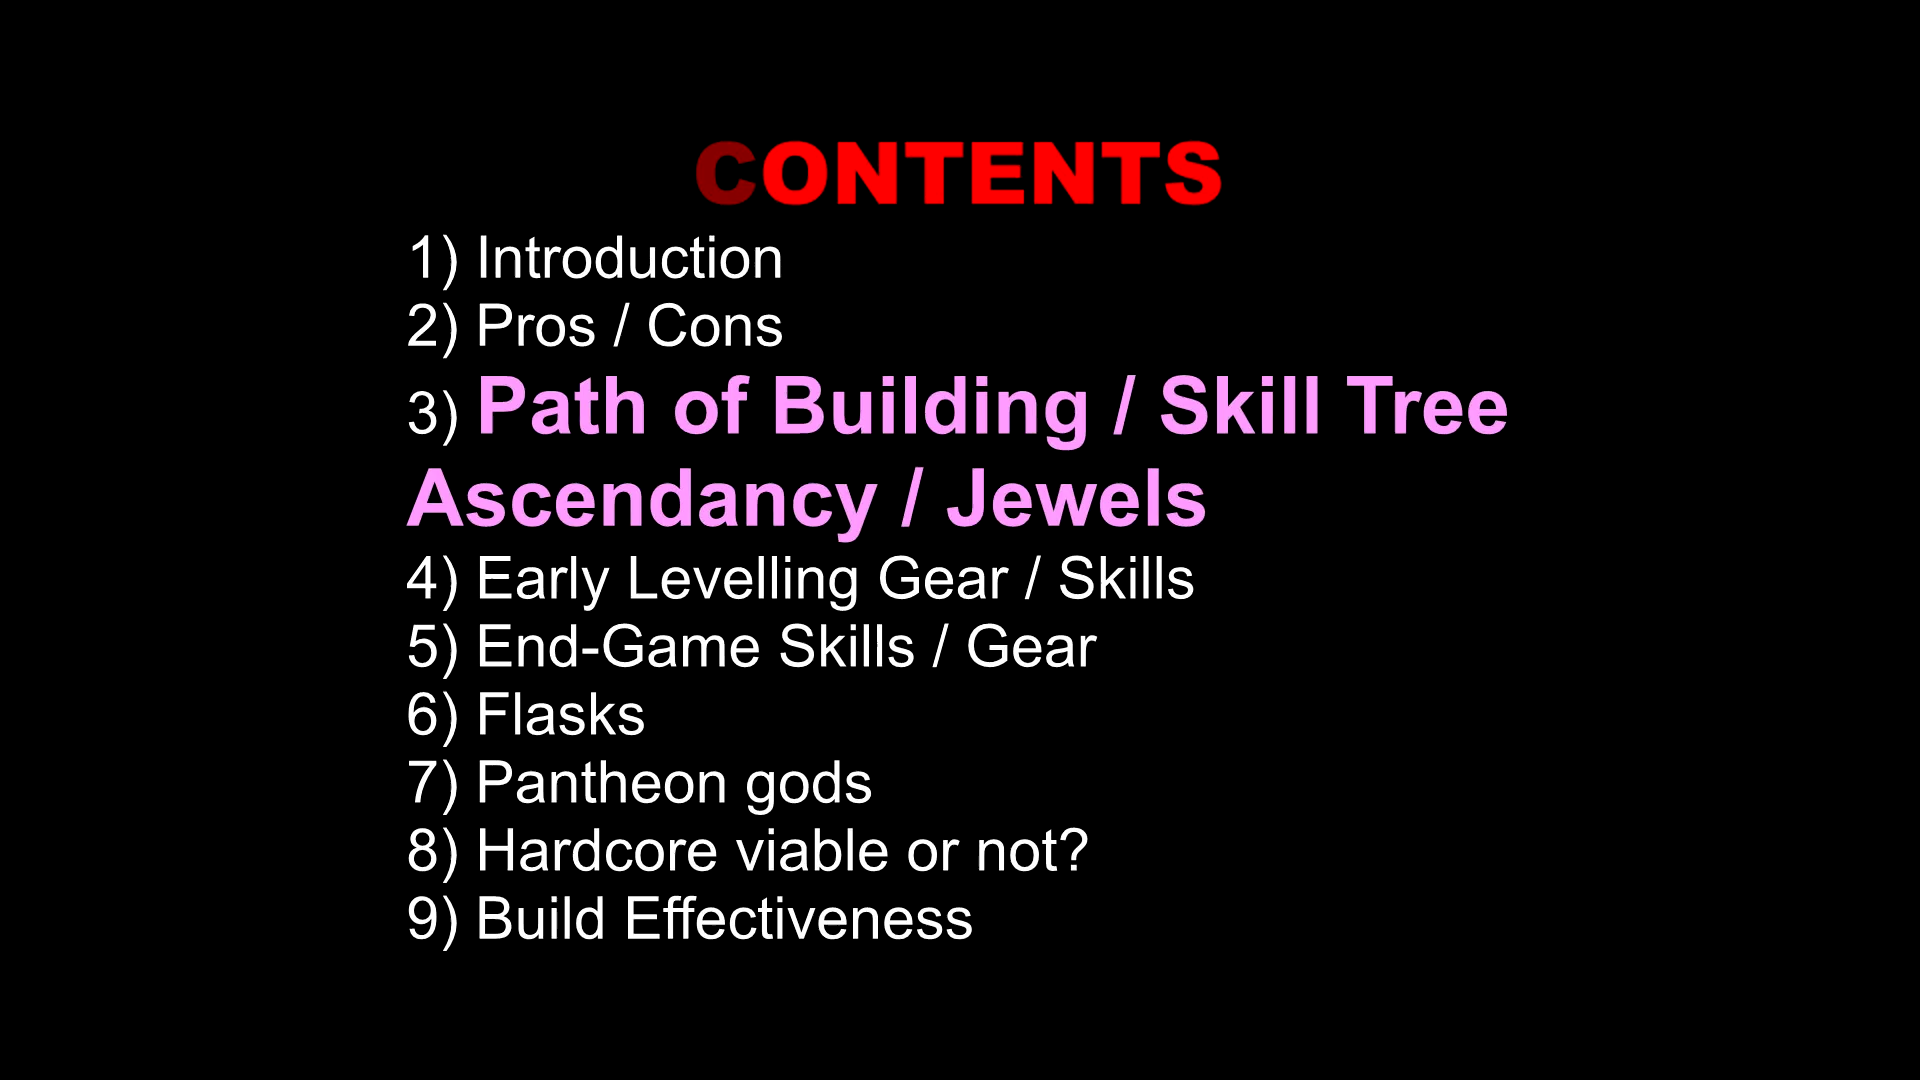 CONTENTS
1) Introduction
2) Pros / Cons
3) Path of Building / Skill Tree
Ascendancy / Jewels
4) Early Levelling Gear / Skills
5) End-Game Skills / Gear
6) Flasks
7) Pantheon gods
8) Hardcore viable or not?
9) Build Effectiveness